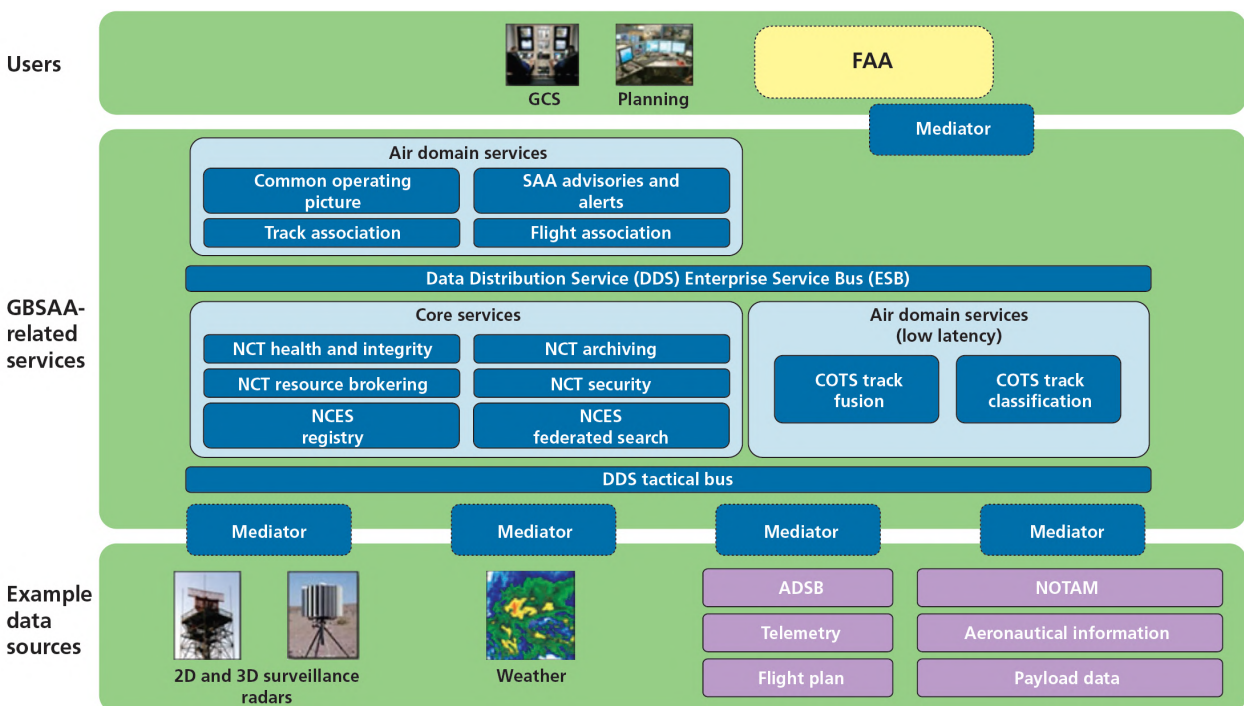 Users
GCS
Planning
FAA
Mediator
GBSAA-
related
services
Air domain services
Common operating
picture
SAA advisories and
alerts
Track association
Flight association
Data Distribution Service (DDS) Enterprise Service Bus (ESB)
Core services
NCT health and integrity
NCT archiving
NCT resource brokering
NCT security
NCES
registry
NCES
federated search
Air domain services
(low latency)
COTS track
fusion
COTS track
classification
DDS tactical bus
Mediator
Mediator
Mediator
Mediator
Example
data
sources
2D and 3D surveillance
radars
Weather
ADSB
Telemetry
Flight plan
NOTAM
Aeronautical information
Payload data